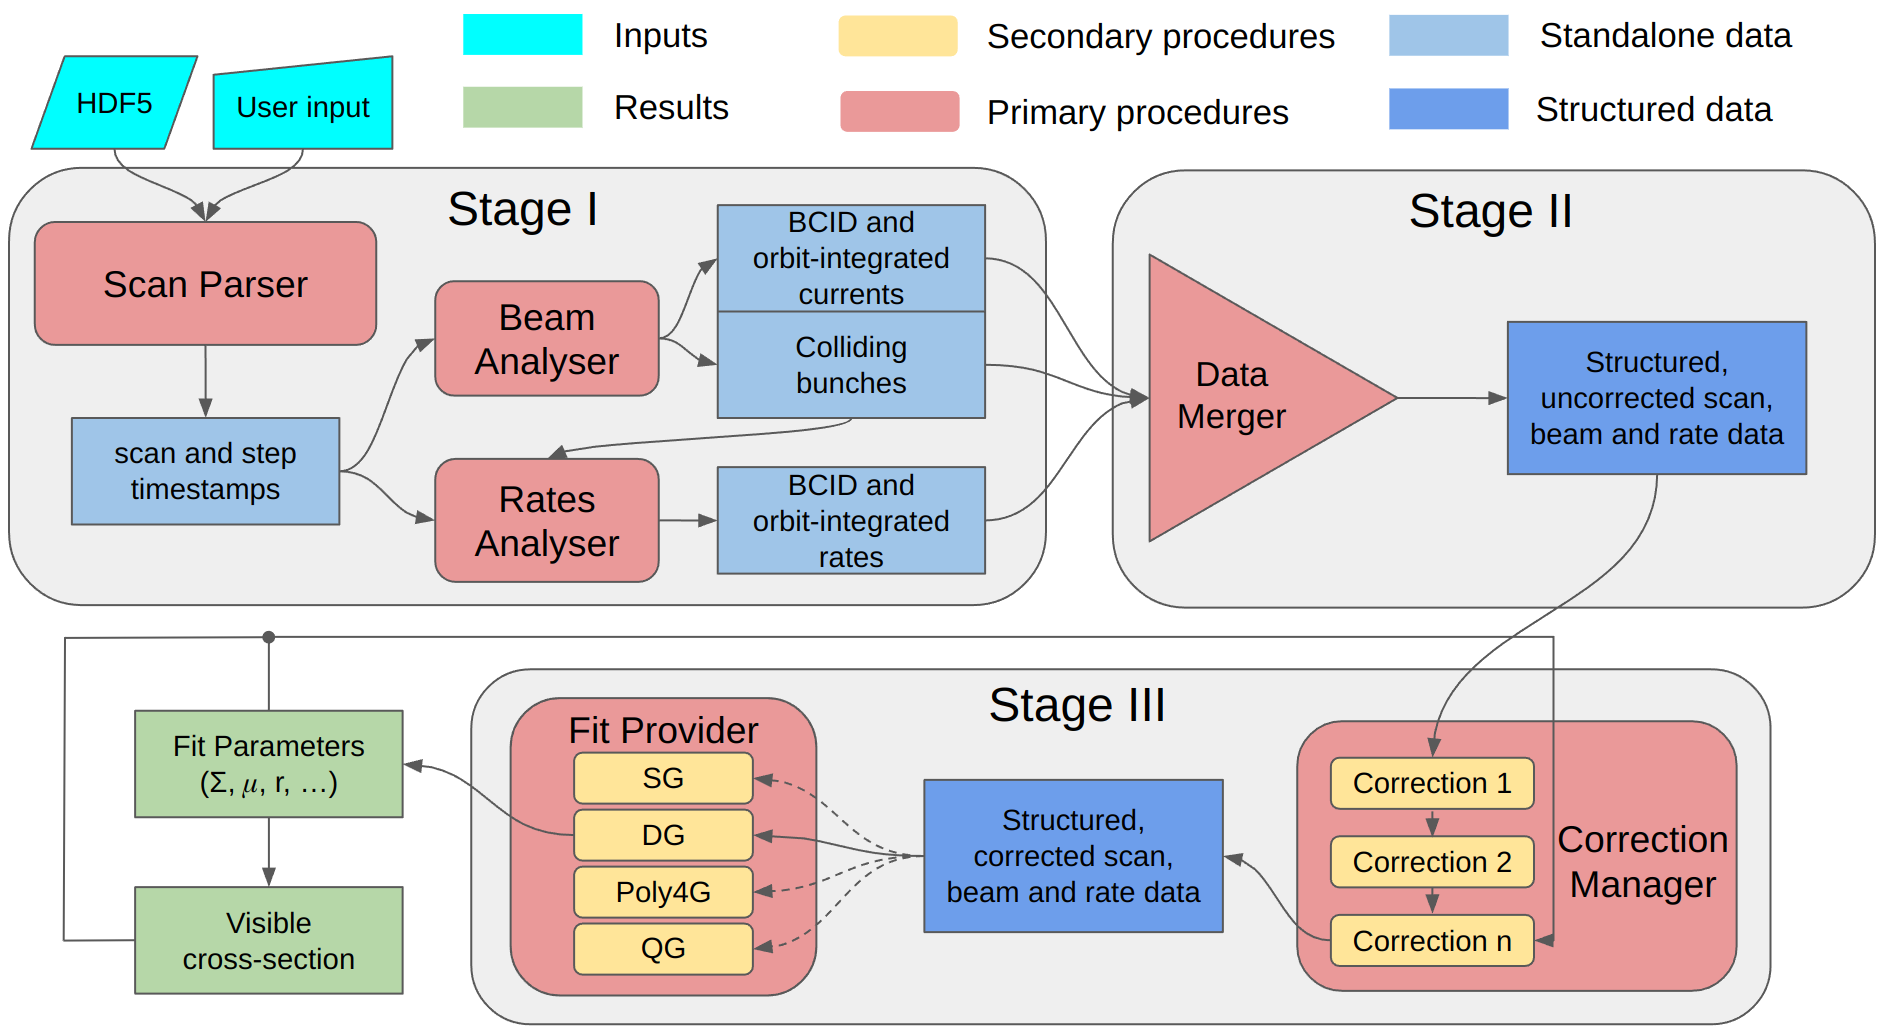 Inputs
Secondary procedures
Standalone data
Results
Primary procedures
Structured data
HDF5
User input
Stage I
Scan Parser
scan and step
timestamps
Beam
Analyser
Rates
Analyser
BCID and
orbit-integrated
currents
Colliding
bunches
BCID and
orbit-integrated
rates
Stage II
Data
Merger
Structured,
uncorrected scan,
beam and rate data
Stage III
Correction 1
Correction 2
Correction n
Correction
Manager
Structured,
corrected scan,
beam and rate data
Fit Provider
SG
DG
Poly4G
QG
Fit Parameters
(Σ, μ, r, …)
Visible
cross-section